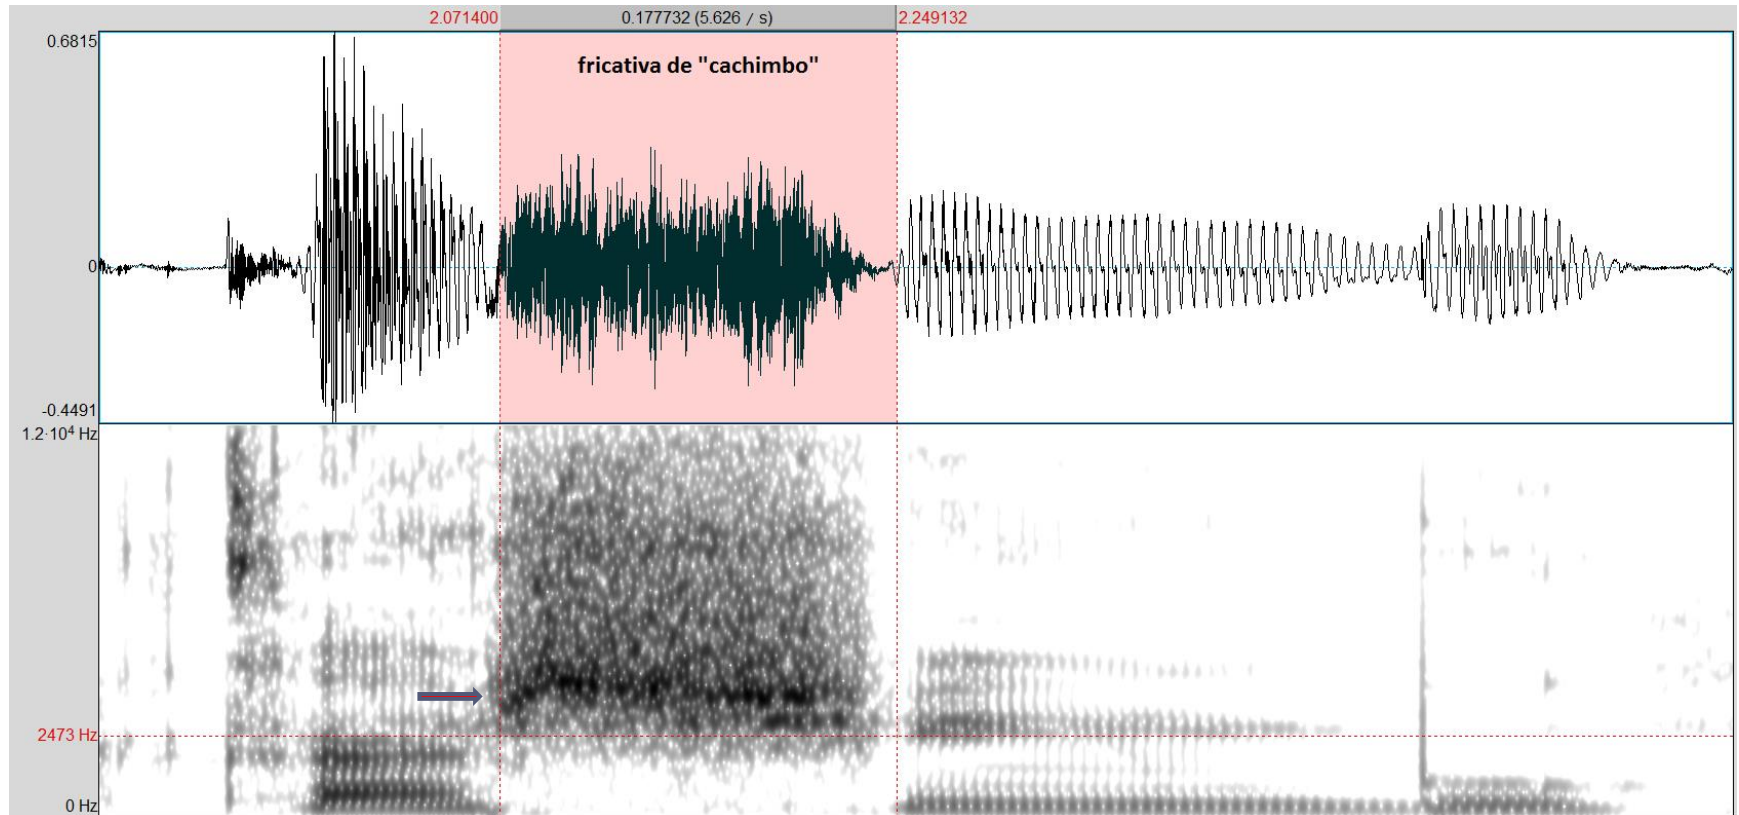 2.071400 0.177732 (5.626 / s) 2.249132
0.6815
fricativa de "cachimbo"
0
-0.4491
1.2·10⁴ Hz
2473 Hz
0 Hz